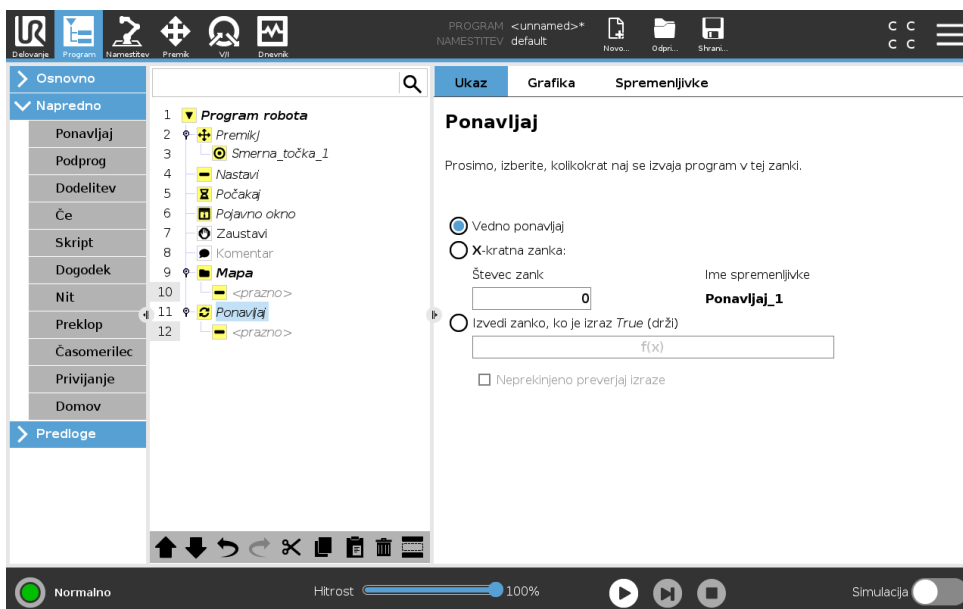 PROGRAM <unnamed>*
NAMESTITEV default
Delovanje Program Namestitev Premik V/I Dnevnik Novo... Odpri... Shrani...
C C
C C
Osnovno
Napredno
Ponavljaj
Podprog
Dodelitev
Če
Skript
Dogodek
Nit
Preklop
Časomerilec
Privijanje
Domov
Predloge
1 Program robota
2 PremikJ
3 Smerna_točka_1
4 Nastavi
5 Počakaj
6 Pojavno okno
7 Zaustavi
8 Komentar
9 Mapa
10 <prazno>
11 Ponavljaj
12 <prazno>
Ukaz Grafika Spremenljivke
Ponavljaj
Prosimo, izberite, kolikokrat naj se izvaja program v tej zanki.
Vedno ponavljaj
X-kratna zanka:
Števec zank Ime spremenljivke
0 Ponavljaj_1
Izvedi zanko, ko je izraz True (drži)
f(x)
Neprekinjeno preverjaj izraze
Normalno Hitrost 100% Simulacija